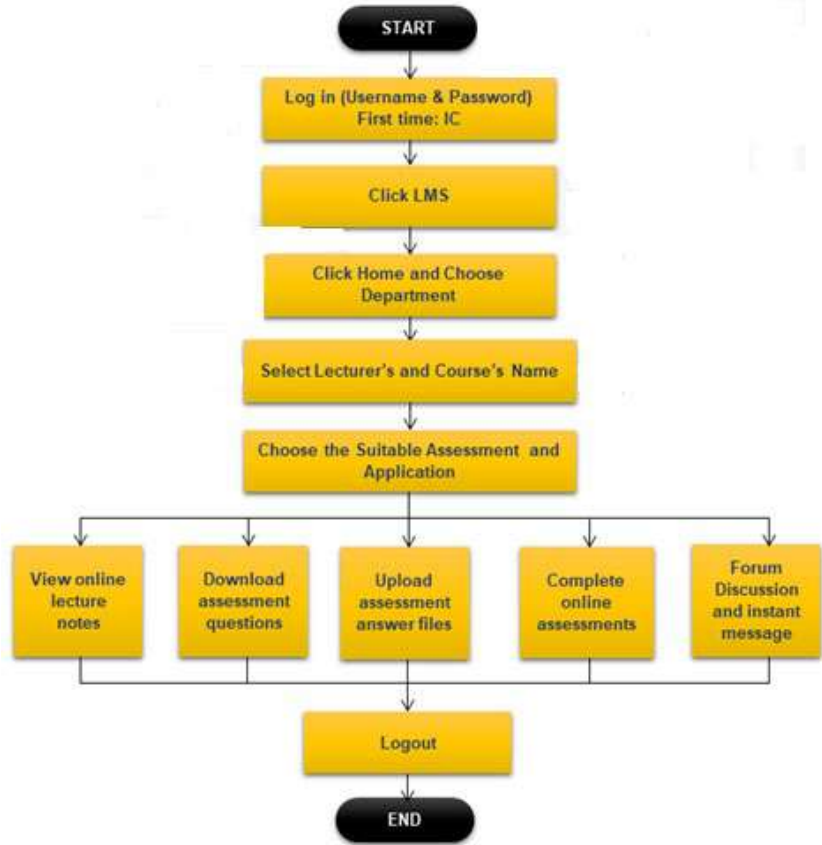 START
Log in (Username & Password)
First time: IC
Click LMS
Click Home and Choose
Department
Select Lecturer's and Course's Name
Choose the Suitable Assessment and
Application
View online
lecture
notes
Download
assessment
questions
Upload
assessment
answer files
Complete
online
assessments
Forum
Discussion
and instant
message
Logout
END